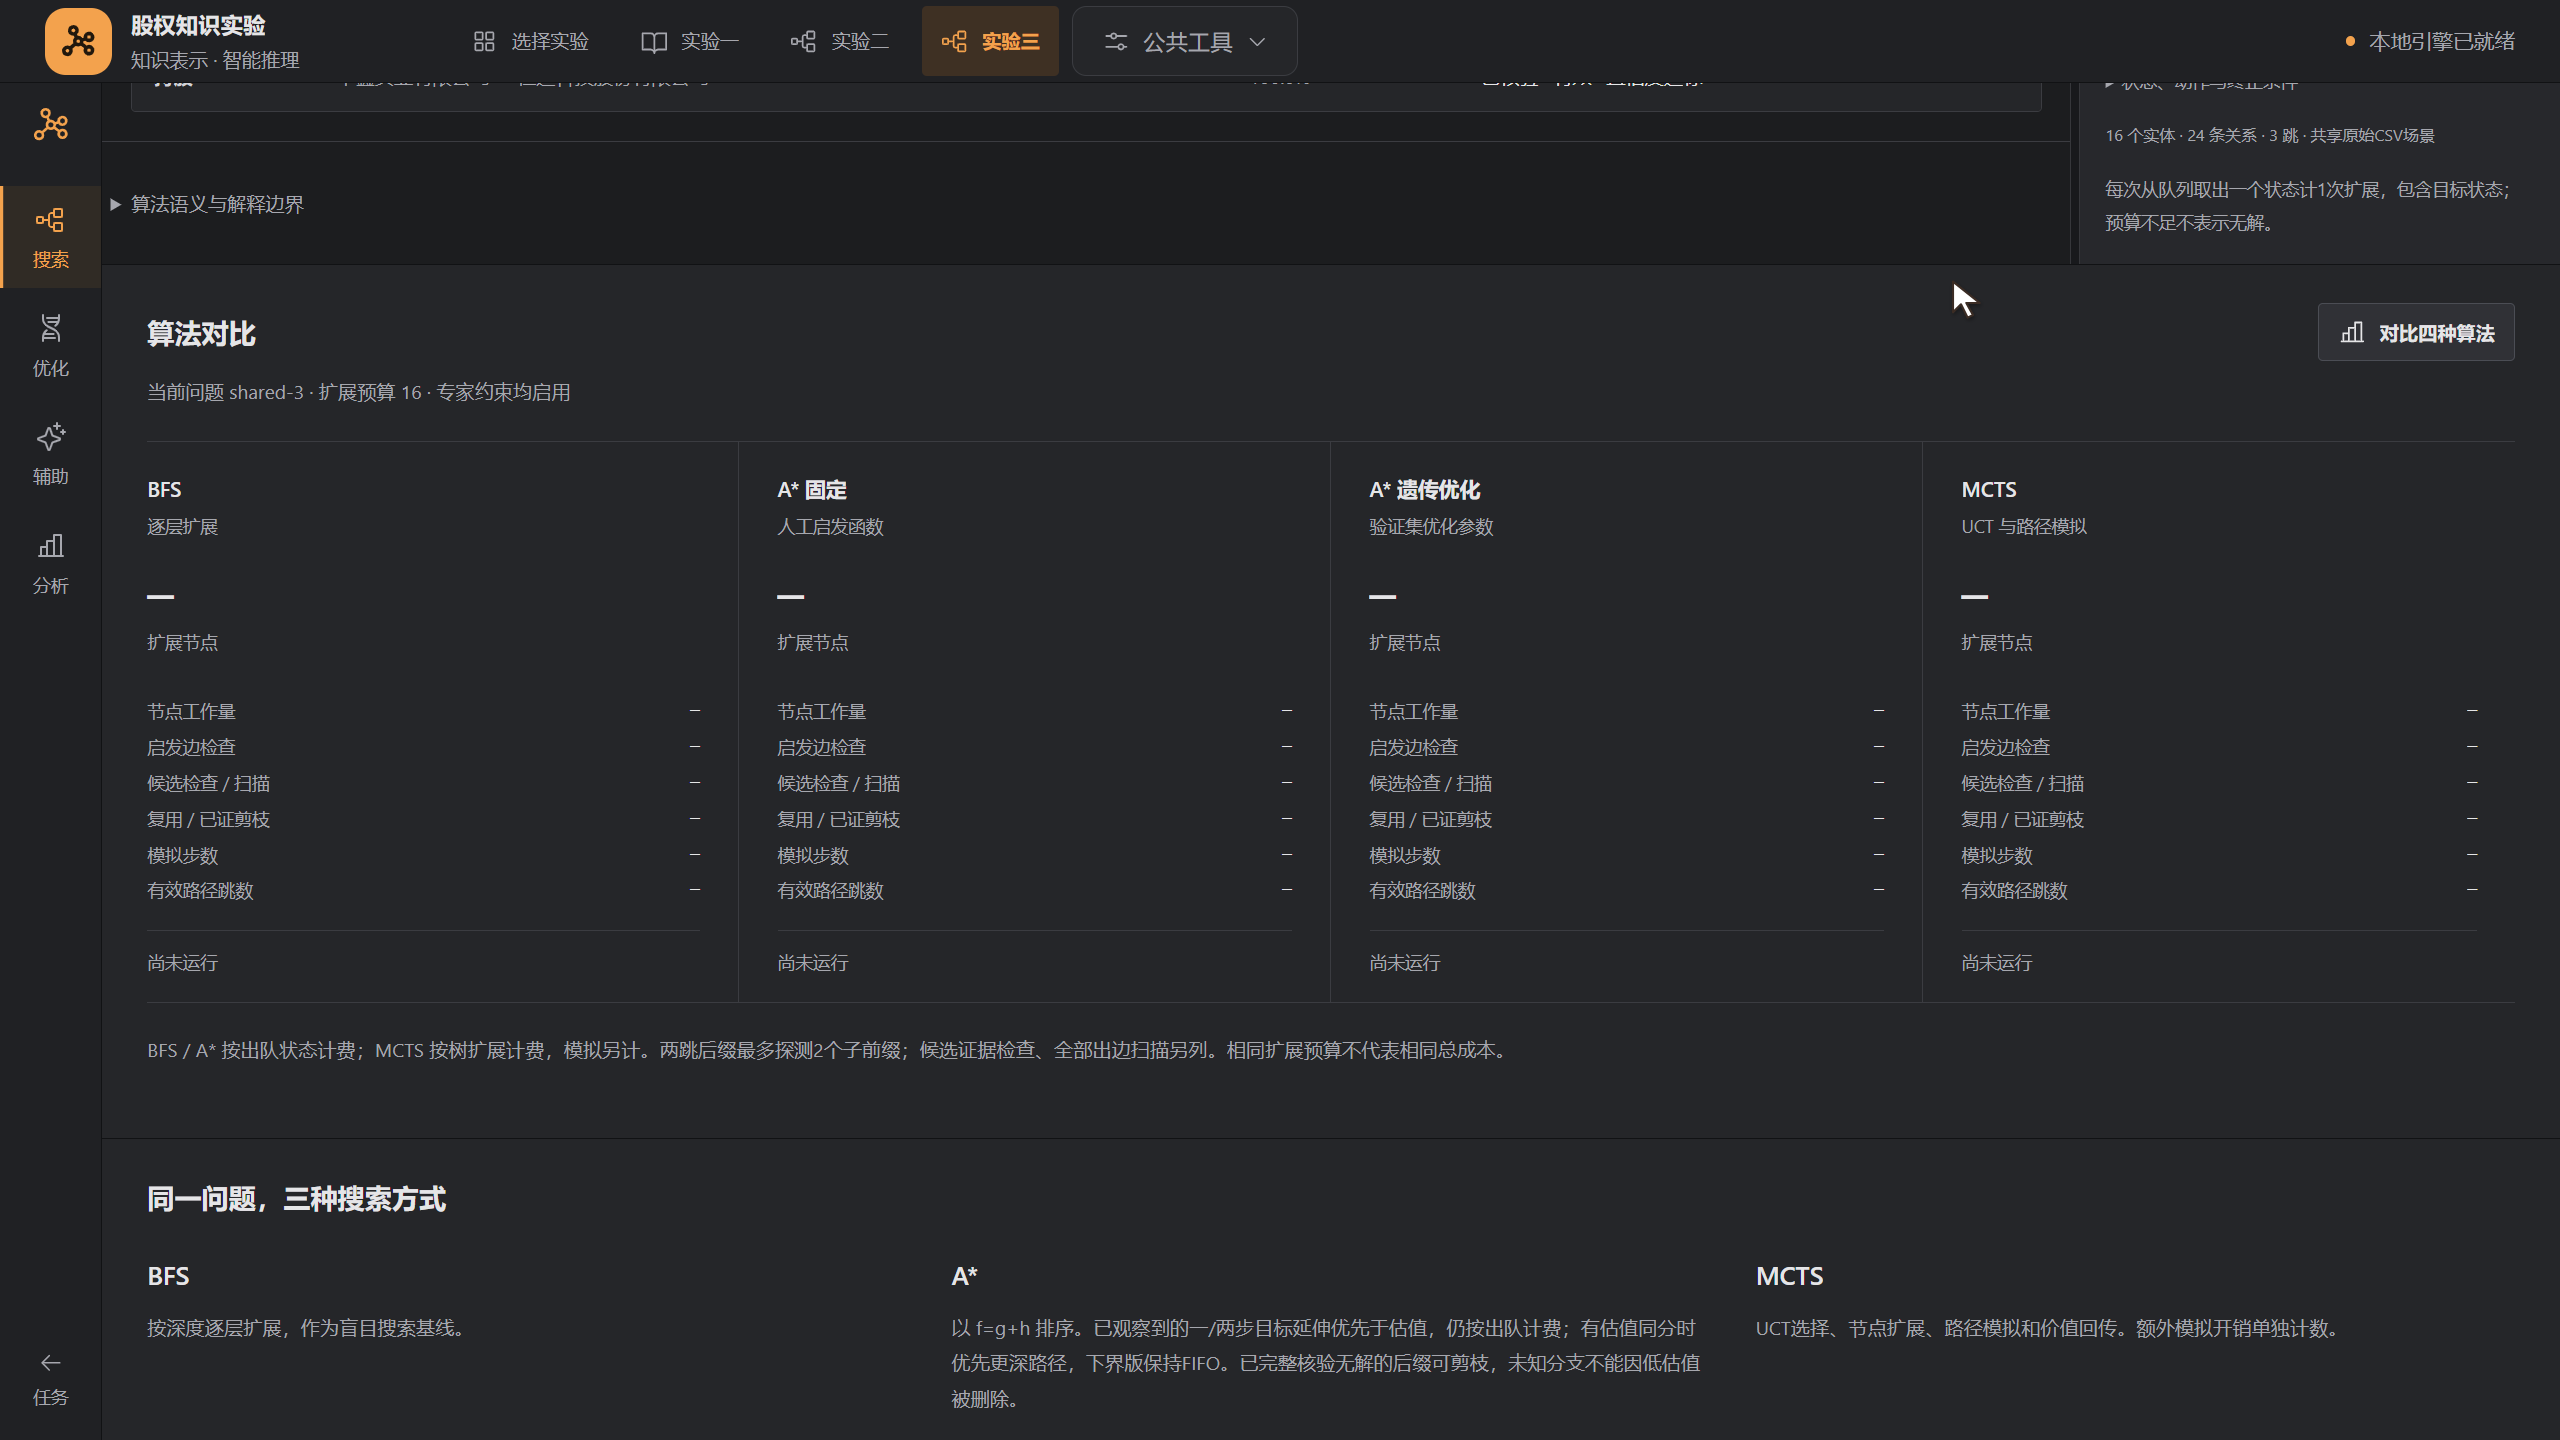 股权知识实验
知识表示 · 智能推理
选择实验
实验一
实验二
实验三
公共工具
本地引擎已就绪
搜索
优化
辅助
分析
任务
算法语义与解释边界
16 个实体 · 24 条关系 · 3 跳 · 共享原始CSV场景
每次从队列取出一个状态计1次扩展，包含目标状态；
预算不足不表示无解。
算法对比
对比四种算法
当前问题 shared-3 · 扩展预算 16 · 专家约束均启用
BFS
逐层扩展
—
扩展节点
节点工作量 –
启发边检查 –
候选检查 / 扫描 –
复用 / 已证剪枝 –
模拟步数 –
有效路径跳数 –
尚未运行
A* 固定
人工启发函数
—
扩展节点
节点工作量 –
启发边检查 –
候选检查 / 扫描 –
复用 / 已证剪枝 –
模拟步数 –
有效路径跳数 –
尚未运行
A* 遗传优化
验证集优化参数
—
扩展节点
节点工作量 –
启发边检查 –
候选检查 / 扫描 –
复用 / 已证剪枝 –
模拟步数 –
有效路径跳数 –
尚未运行
MCTS
UCT 与路径模拟
—
扩展节点
节点工作量 –
启发边检查 –
候选检查 / 扫描 –
复用 / 已证剪枝 –
模拟步数 –
有效路径跳数 –
尚未运行
BFS / A* 按出队状态计费；MCTS 按树扩展计费，模拟另计。两跳后缀最多探测2个子前缀；候选证据检查、全部出边扫描另列。相同扩展预算不代表相同总成本。
同一问题，三种搜索方式
BFS
按深度逐层扩展，作为盲目搜索基线。
A*
以 f=g+h 排序。已观察到的一/两步目标延伸优先于估值，仍按出队计费；有估值同分时
优先更深路径，下界版保持FIFO。已完整核验无解的后缀可剪枝，未知分支不能因低估值
被删除。
MCTS
UCT选择、节点扩展、路径模拟和价值回传。额外模拟开销单独计数。